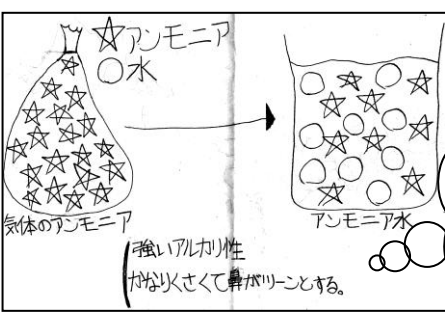 ☆アンモニア
○水
気体のアンモニア
アンモニア水
強いアルカリ性
かなりくさくて鼻がツーンとする。